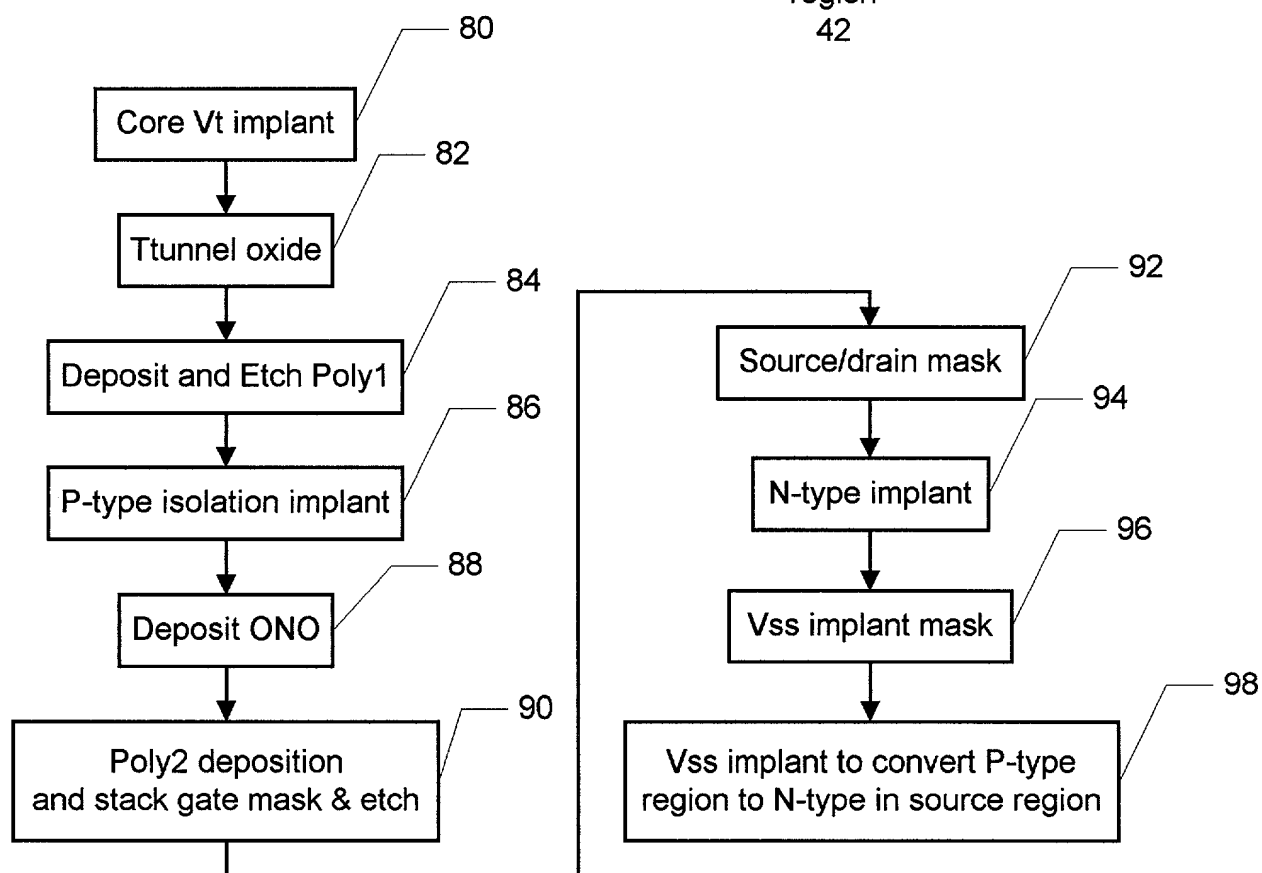 region
42
80
Core Vt implant
82
Ttunnel oxide
84
Deposit and Etch Poly1
86
P-type isolation implant
88
Deposit ONO
90
Poly2 deposition
and stack gate mask & etch
92
Source/drain mask
94
N-type implant
96
Vss implant mask
98
Vss implant to convert P-type
region to N-type in source region